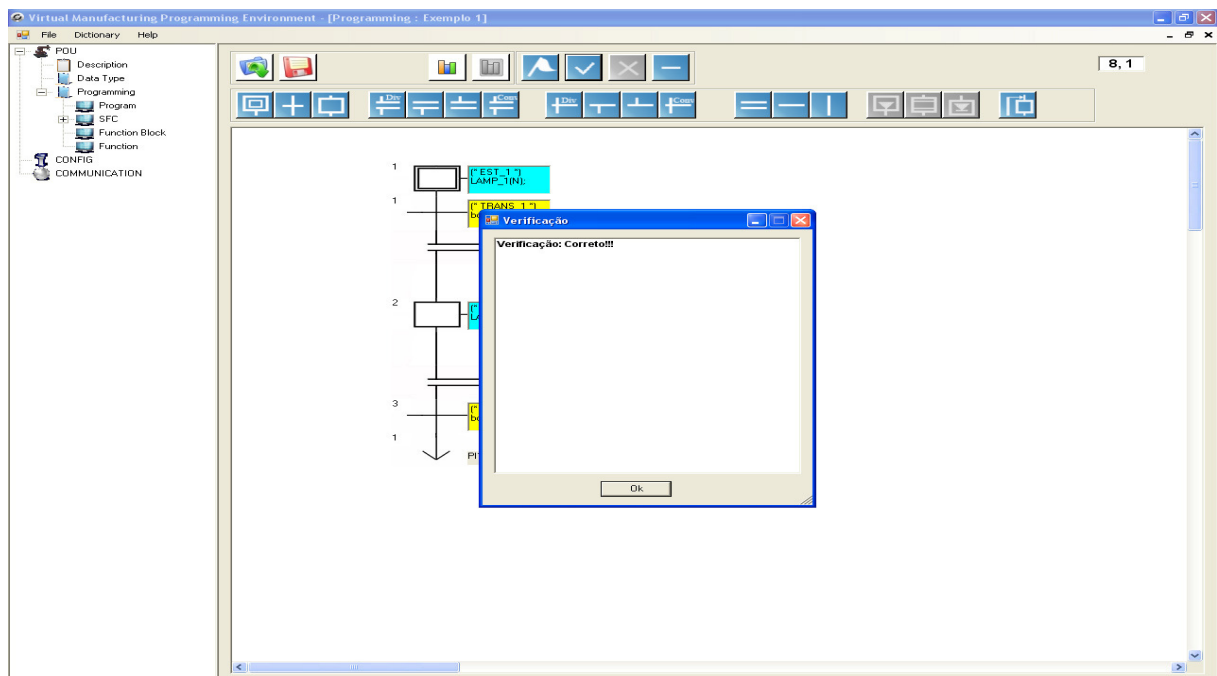 Virtual Manufacturing Programming Environment - [Programming : Exemplo 1]
File Dictionary Help
POU
Description
Data Type
Programming
Program
SFC
Function Block
Function
CONFIG
COMMUNICATION
8, 1
Div
Conv
Div
Conv
1
(* EST_1 *)
LAMP_1(N);
1
(* TRANS_1 *)
Verificação
Verificação: Correto!!!
2
3
1
Ok